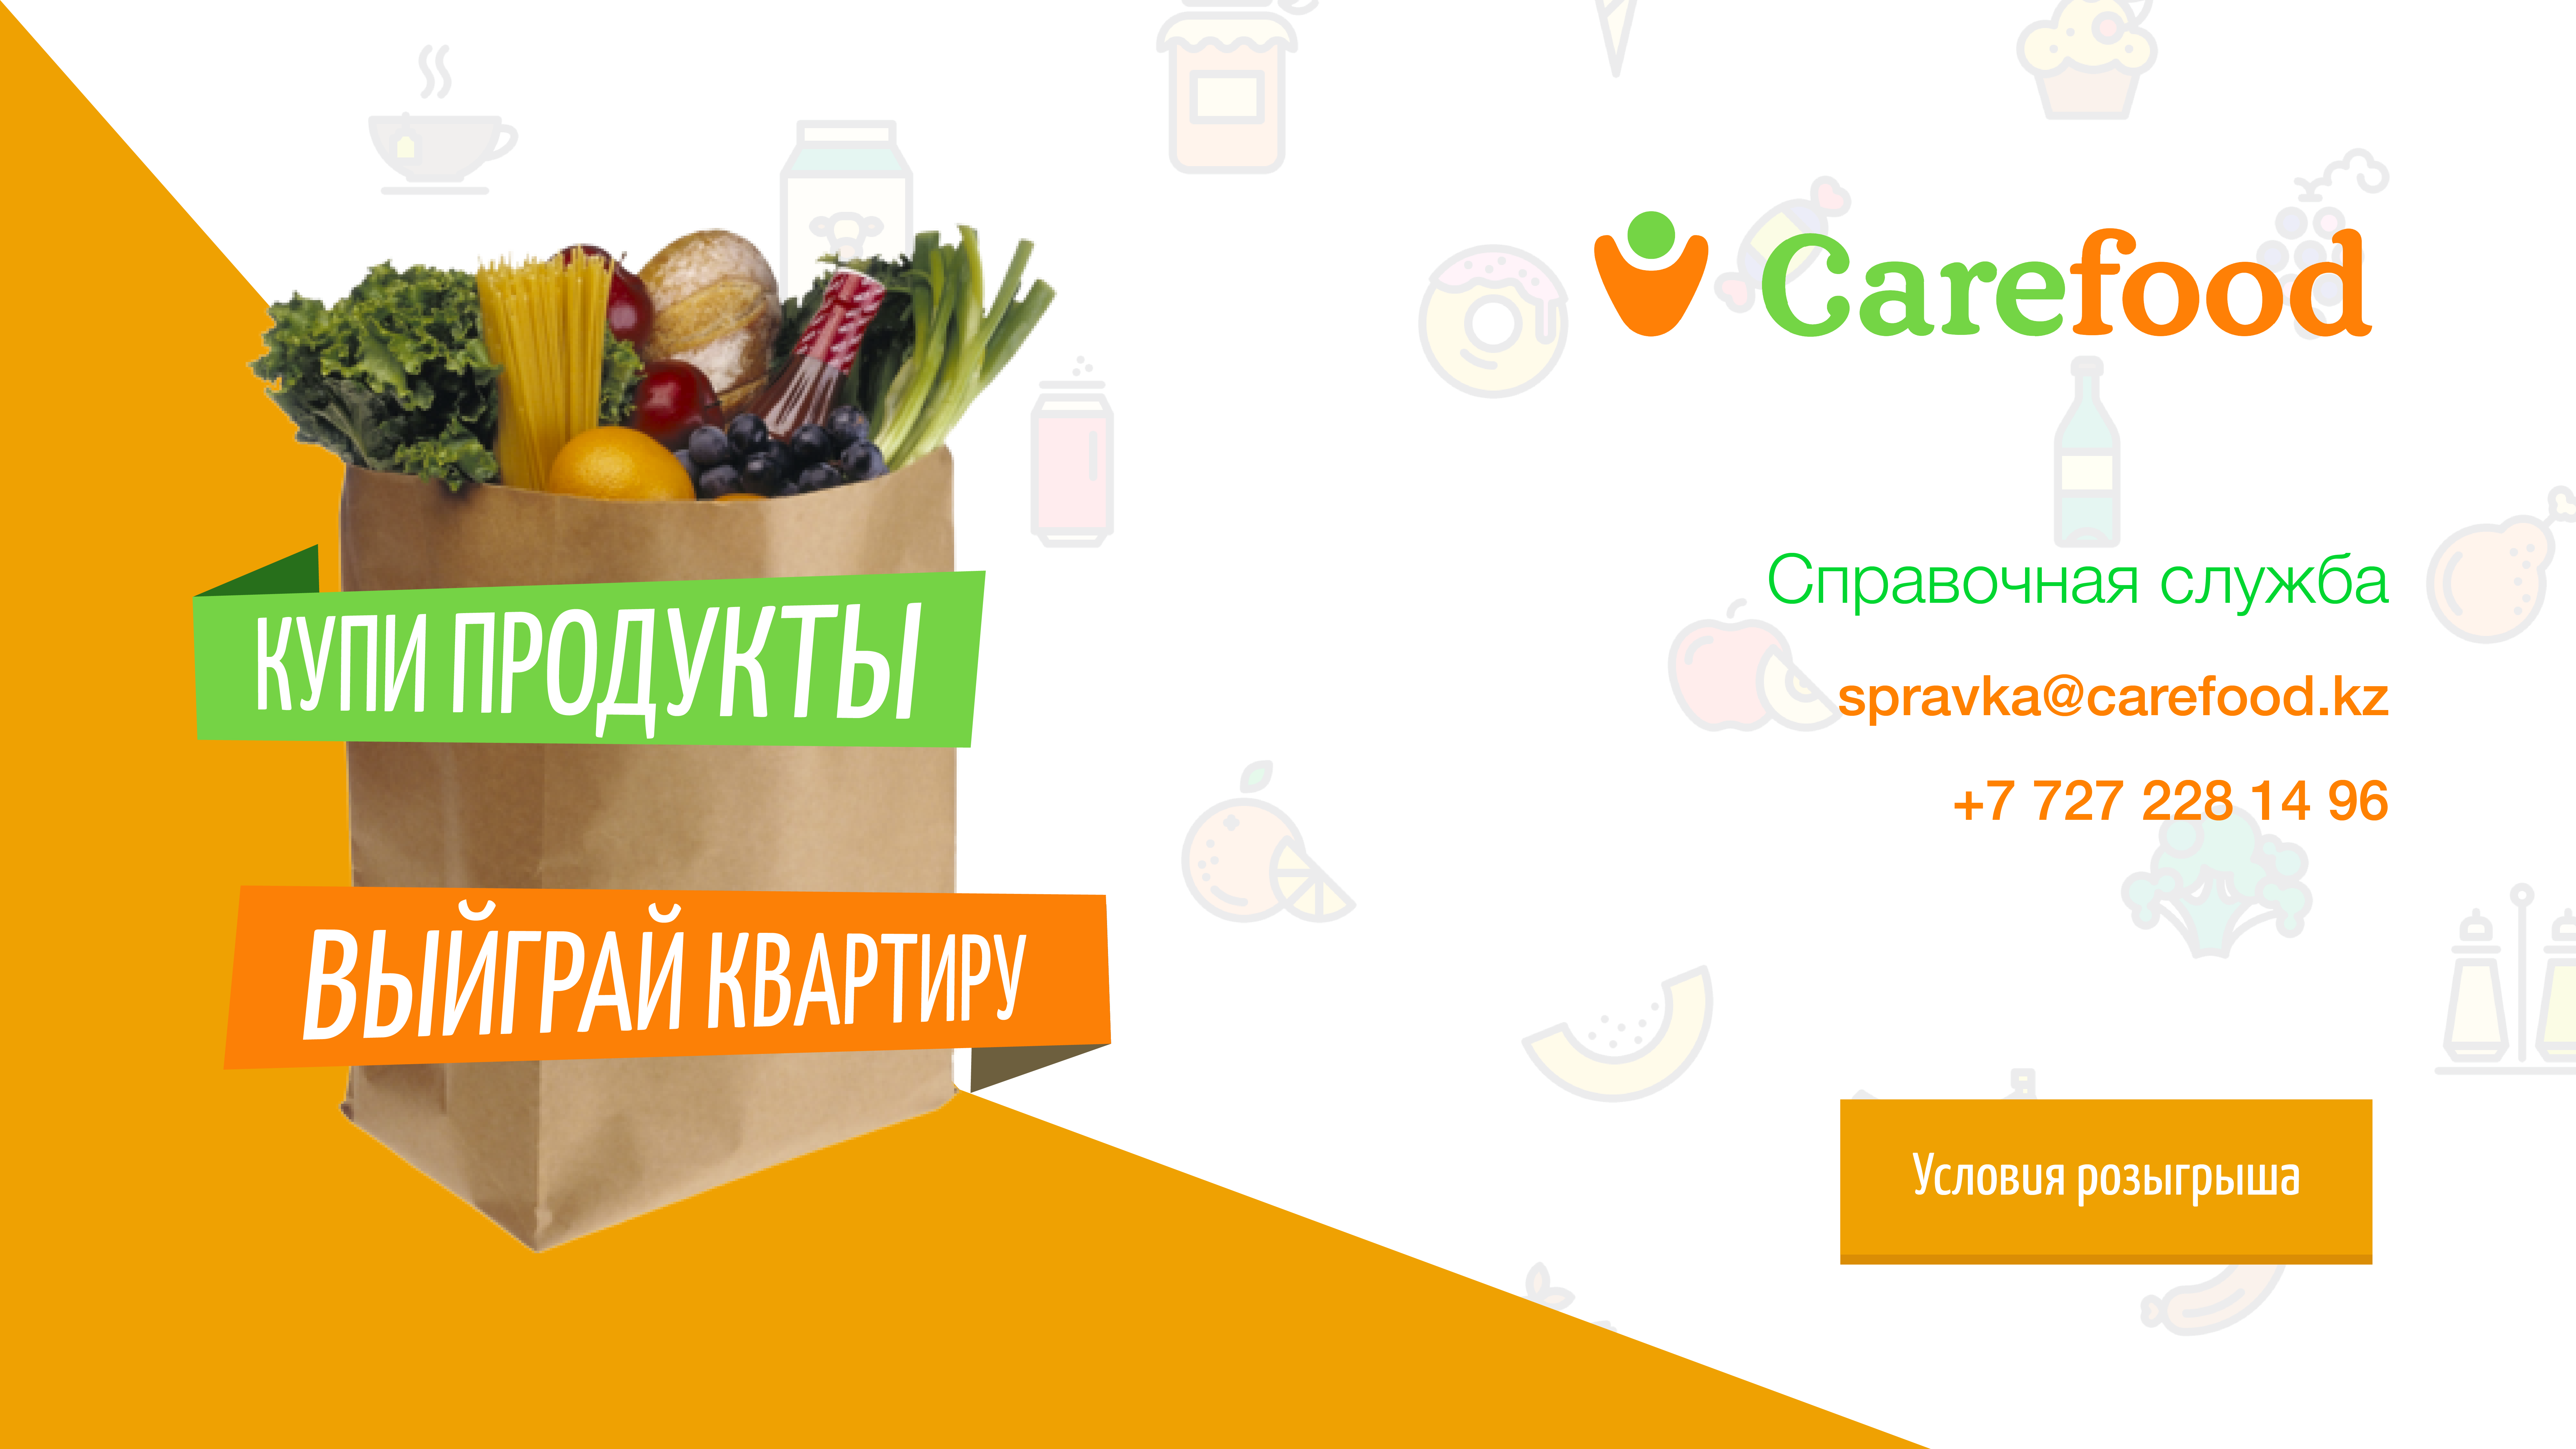 КУПИ ПРОДУКТЫ
ВЫЙГРАЙ КВАРТИРУ
Carefood
Справочная служба
spravka@carefood.kz
+7 727 228 14 96
Условия розыгрыша